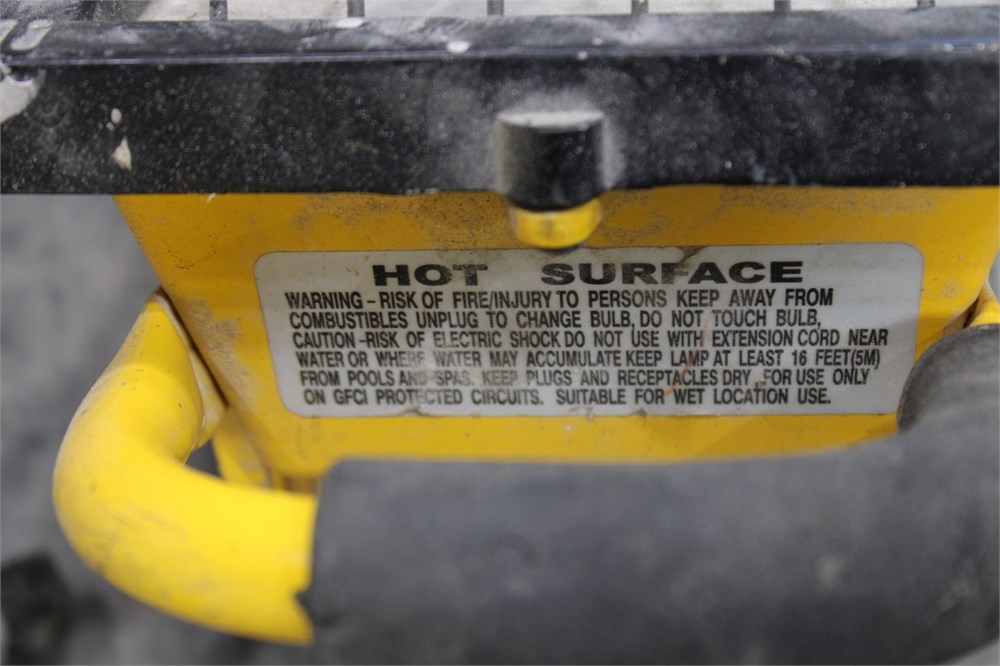 HOT SURFACE
WARNING - RISK OF FIRE/INJURY TO PERSONS KEEP AWAY FROM
COMBUSTIBLES UNPLUG TO CHANGE BULB, DO NOT TOUCH BULB,
CAUTION -RISK OF ELECTRIC SHOCK DO NOT USE WITH EXTENSION CORD NEAR
WATER OR WHERE WATER MAY ACCUMULATE KEEP LAMP AT LEAST 16 FEET(5M)
FROM POOLS AND SPAS. KEEP PLUGS AND RECEPTACLES DRY. FOR USE ONLY
ON GFCI PROTECTED CIRCUITS. SUITABLE FOR WET LOCATION USE.